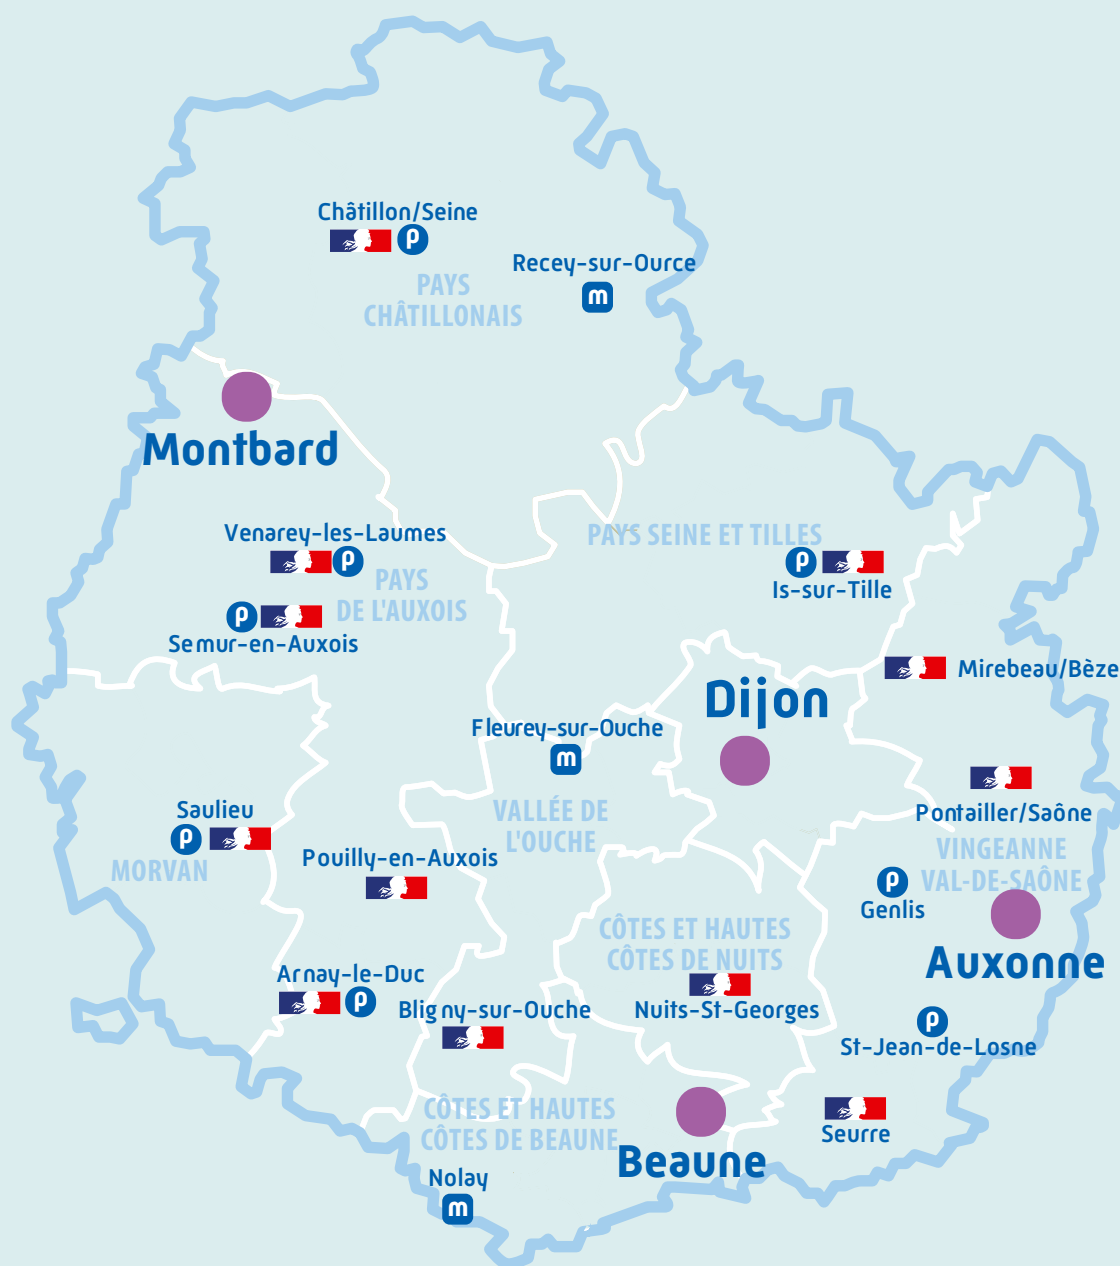 Châtillon/Seine
P
Recey-sur-Ource
m
PAYS
CHÂTILLONAIS
Montbard
Venarey-les-Laumes
P
PAYS
DE L'AUXOIS
P
Semur-en-Auxois
PAYS SEINE ET TILLES
P
Is-sur-Tille
Mirebeau/Bèze
Dijon
Fleurey-sur-Ouche
m
VALLÉE DE
L'OUCHE
Pontailler/Saône
VINGEANNE
VAL-DE-SAÔNE
Saulieu
P
MORVAN
Pouilly-en-Auxois
P
Genlis
Auxonne
CÔTES ET HAUTES
CÔTES DE NUITS
Nuits-St-Georges
Arnay-le-Duc
P
Bligny-sur-Ouche
P
St-Jean-de-Losne
Seurre
CÔTES ET HAUTES
CÔTES DE BEAUNE
Beaune
Nolay
m